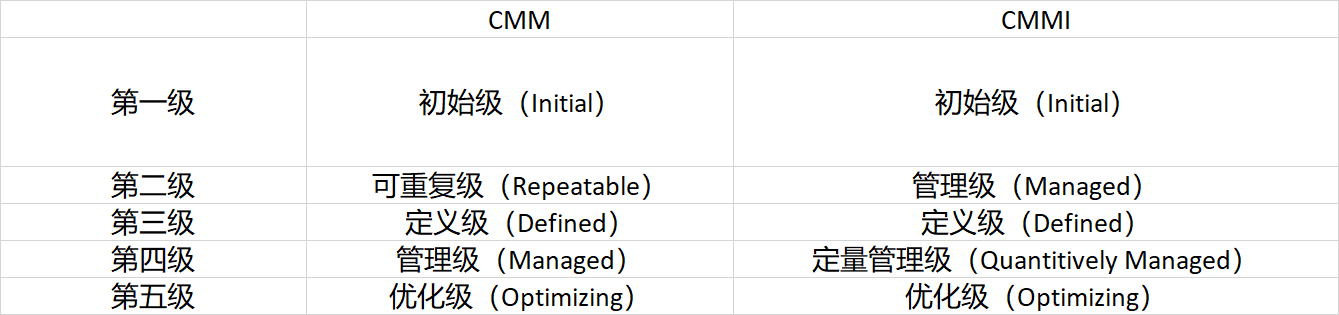 CMM CMMI
第一级 初始级（Initial） 初始级（Initial）
第二级 可重复级（Repeatable） 管理级（Managed）
第三级 定义级（Defined） 定义级（Defined）
第四级 管理级（Managed） 定量管理级（Quantitively Managed）
第五级 优化级（Optimizing） 优化级（Optimizing）